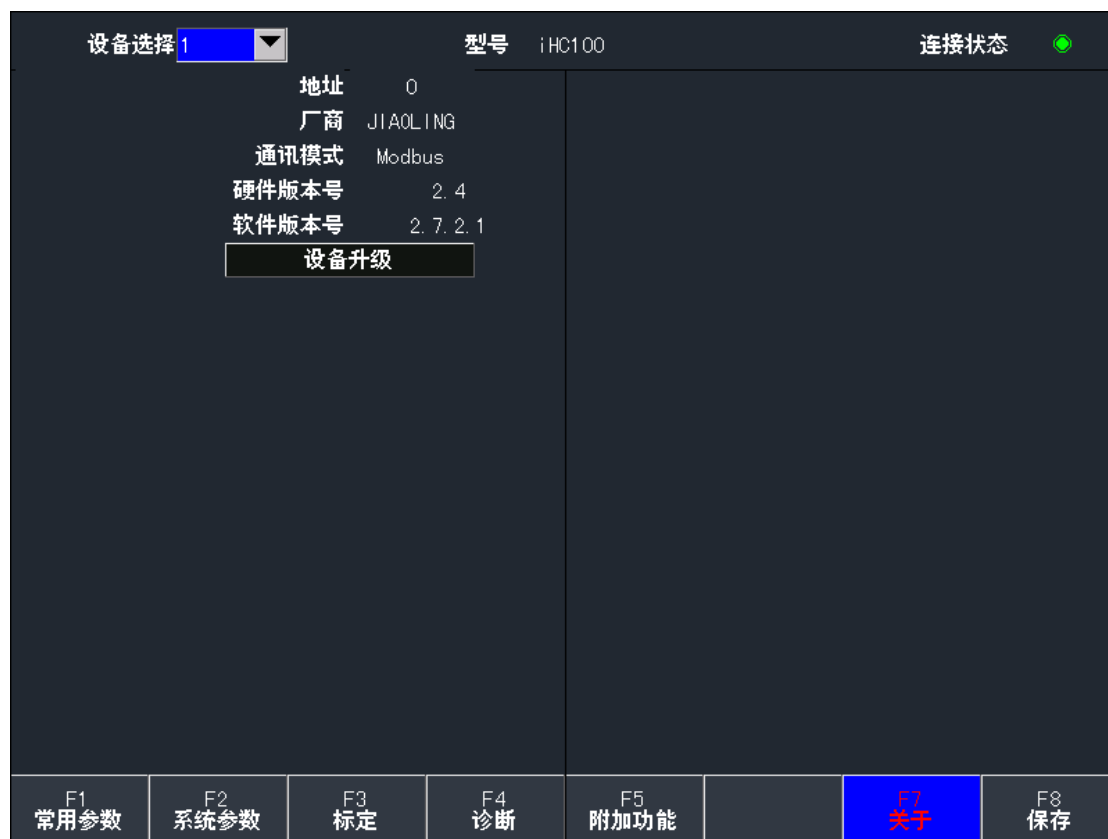 设备选择 1 型号 iHC100 连接状态
地址 0
厂商 JIAOLING
通讯模式 Modbus
硬件版本号 2.4
软件版本号 2.7.2.1
设备升级
F1 F2 F3 F4 F5 F7 F8
常用参数 系统参数 标定 诊断 附加功能 关于 保存